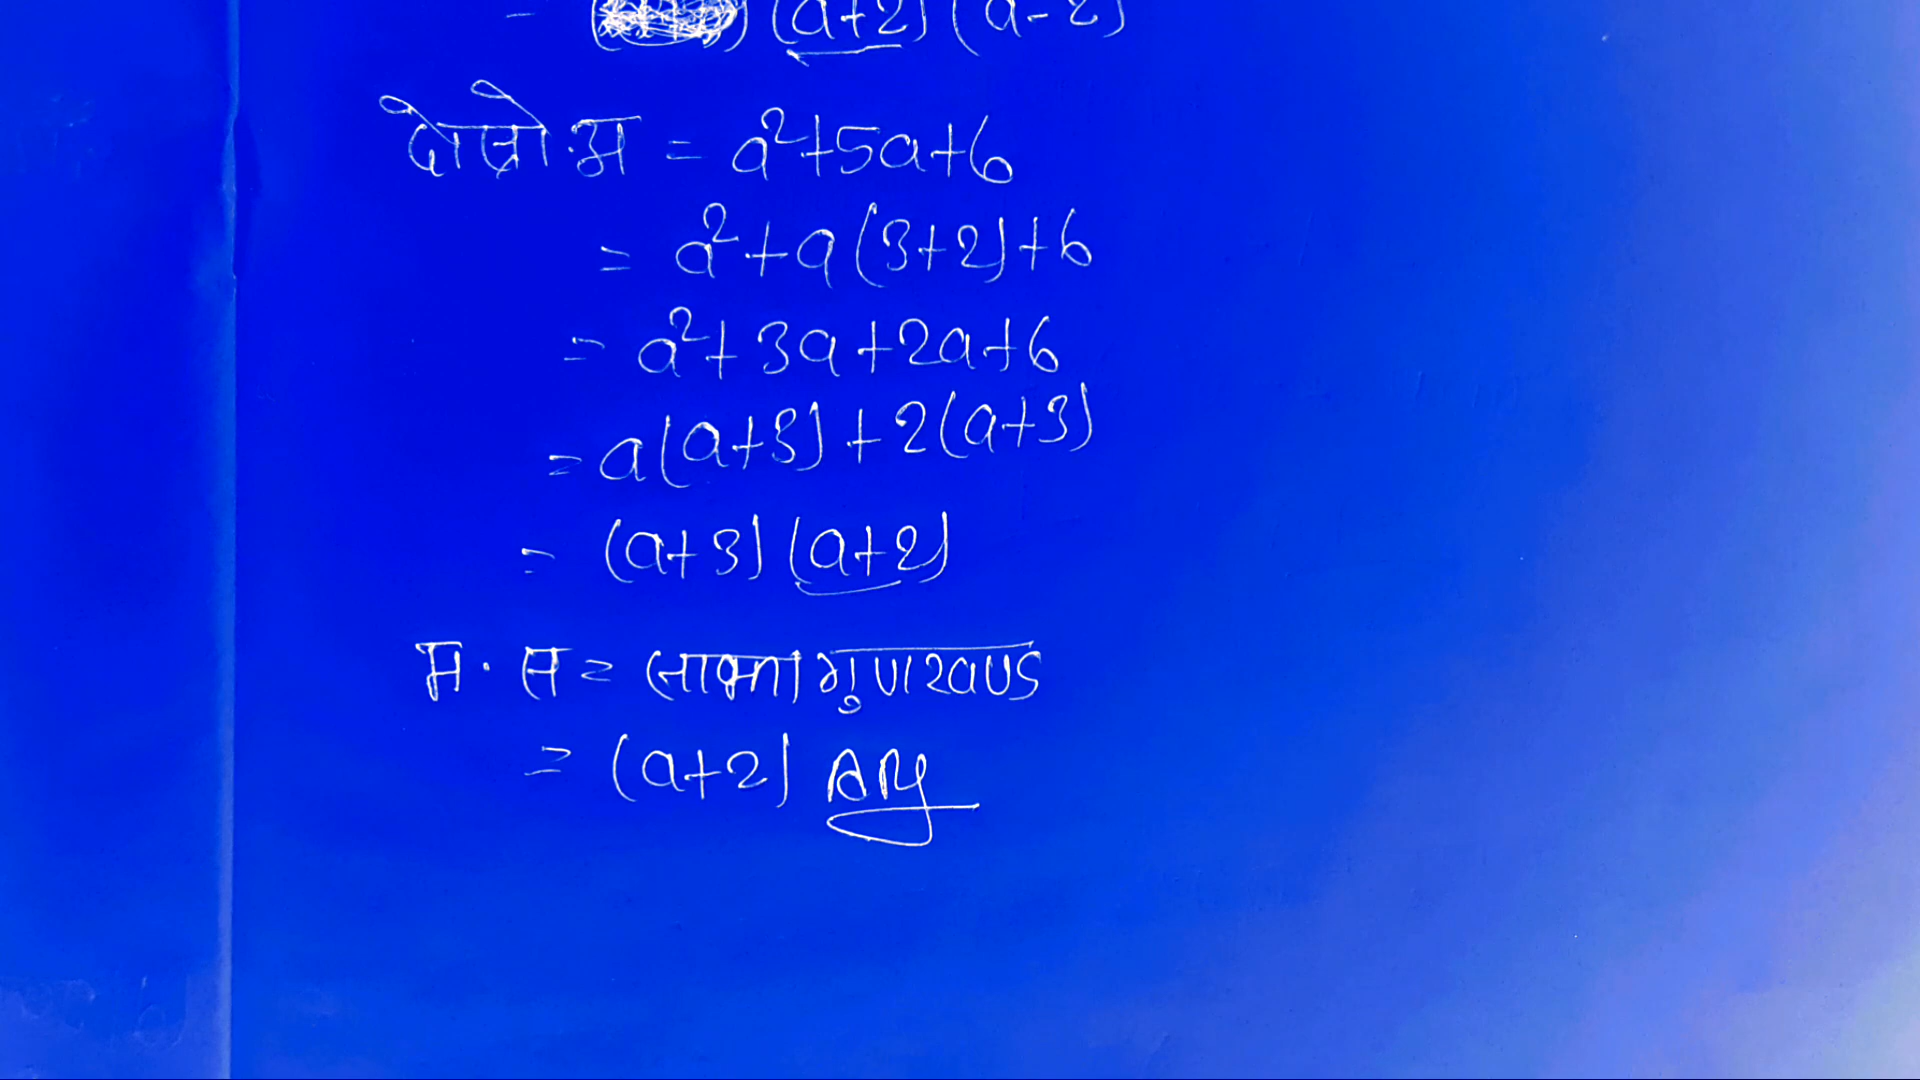 = (a+2) (a-2)
दोस्रो.अ = a²+5a+6
= a²+a(3+2)+6
= a²+3a+2a+6
= a(a+3)+2(a+3)
= (a+3) (a+2)
म. स = साझा गुणखण्ड
= (a+2) Ans